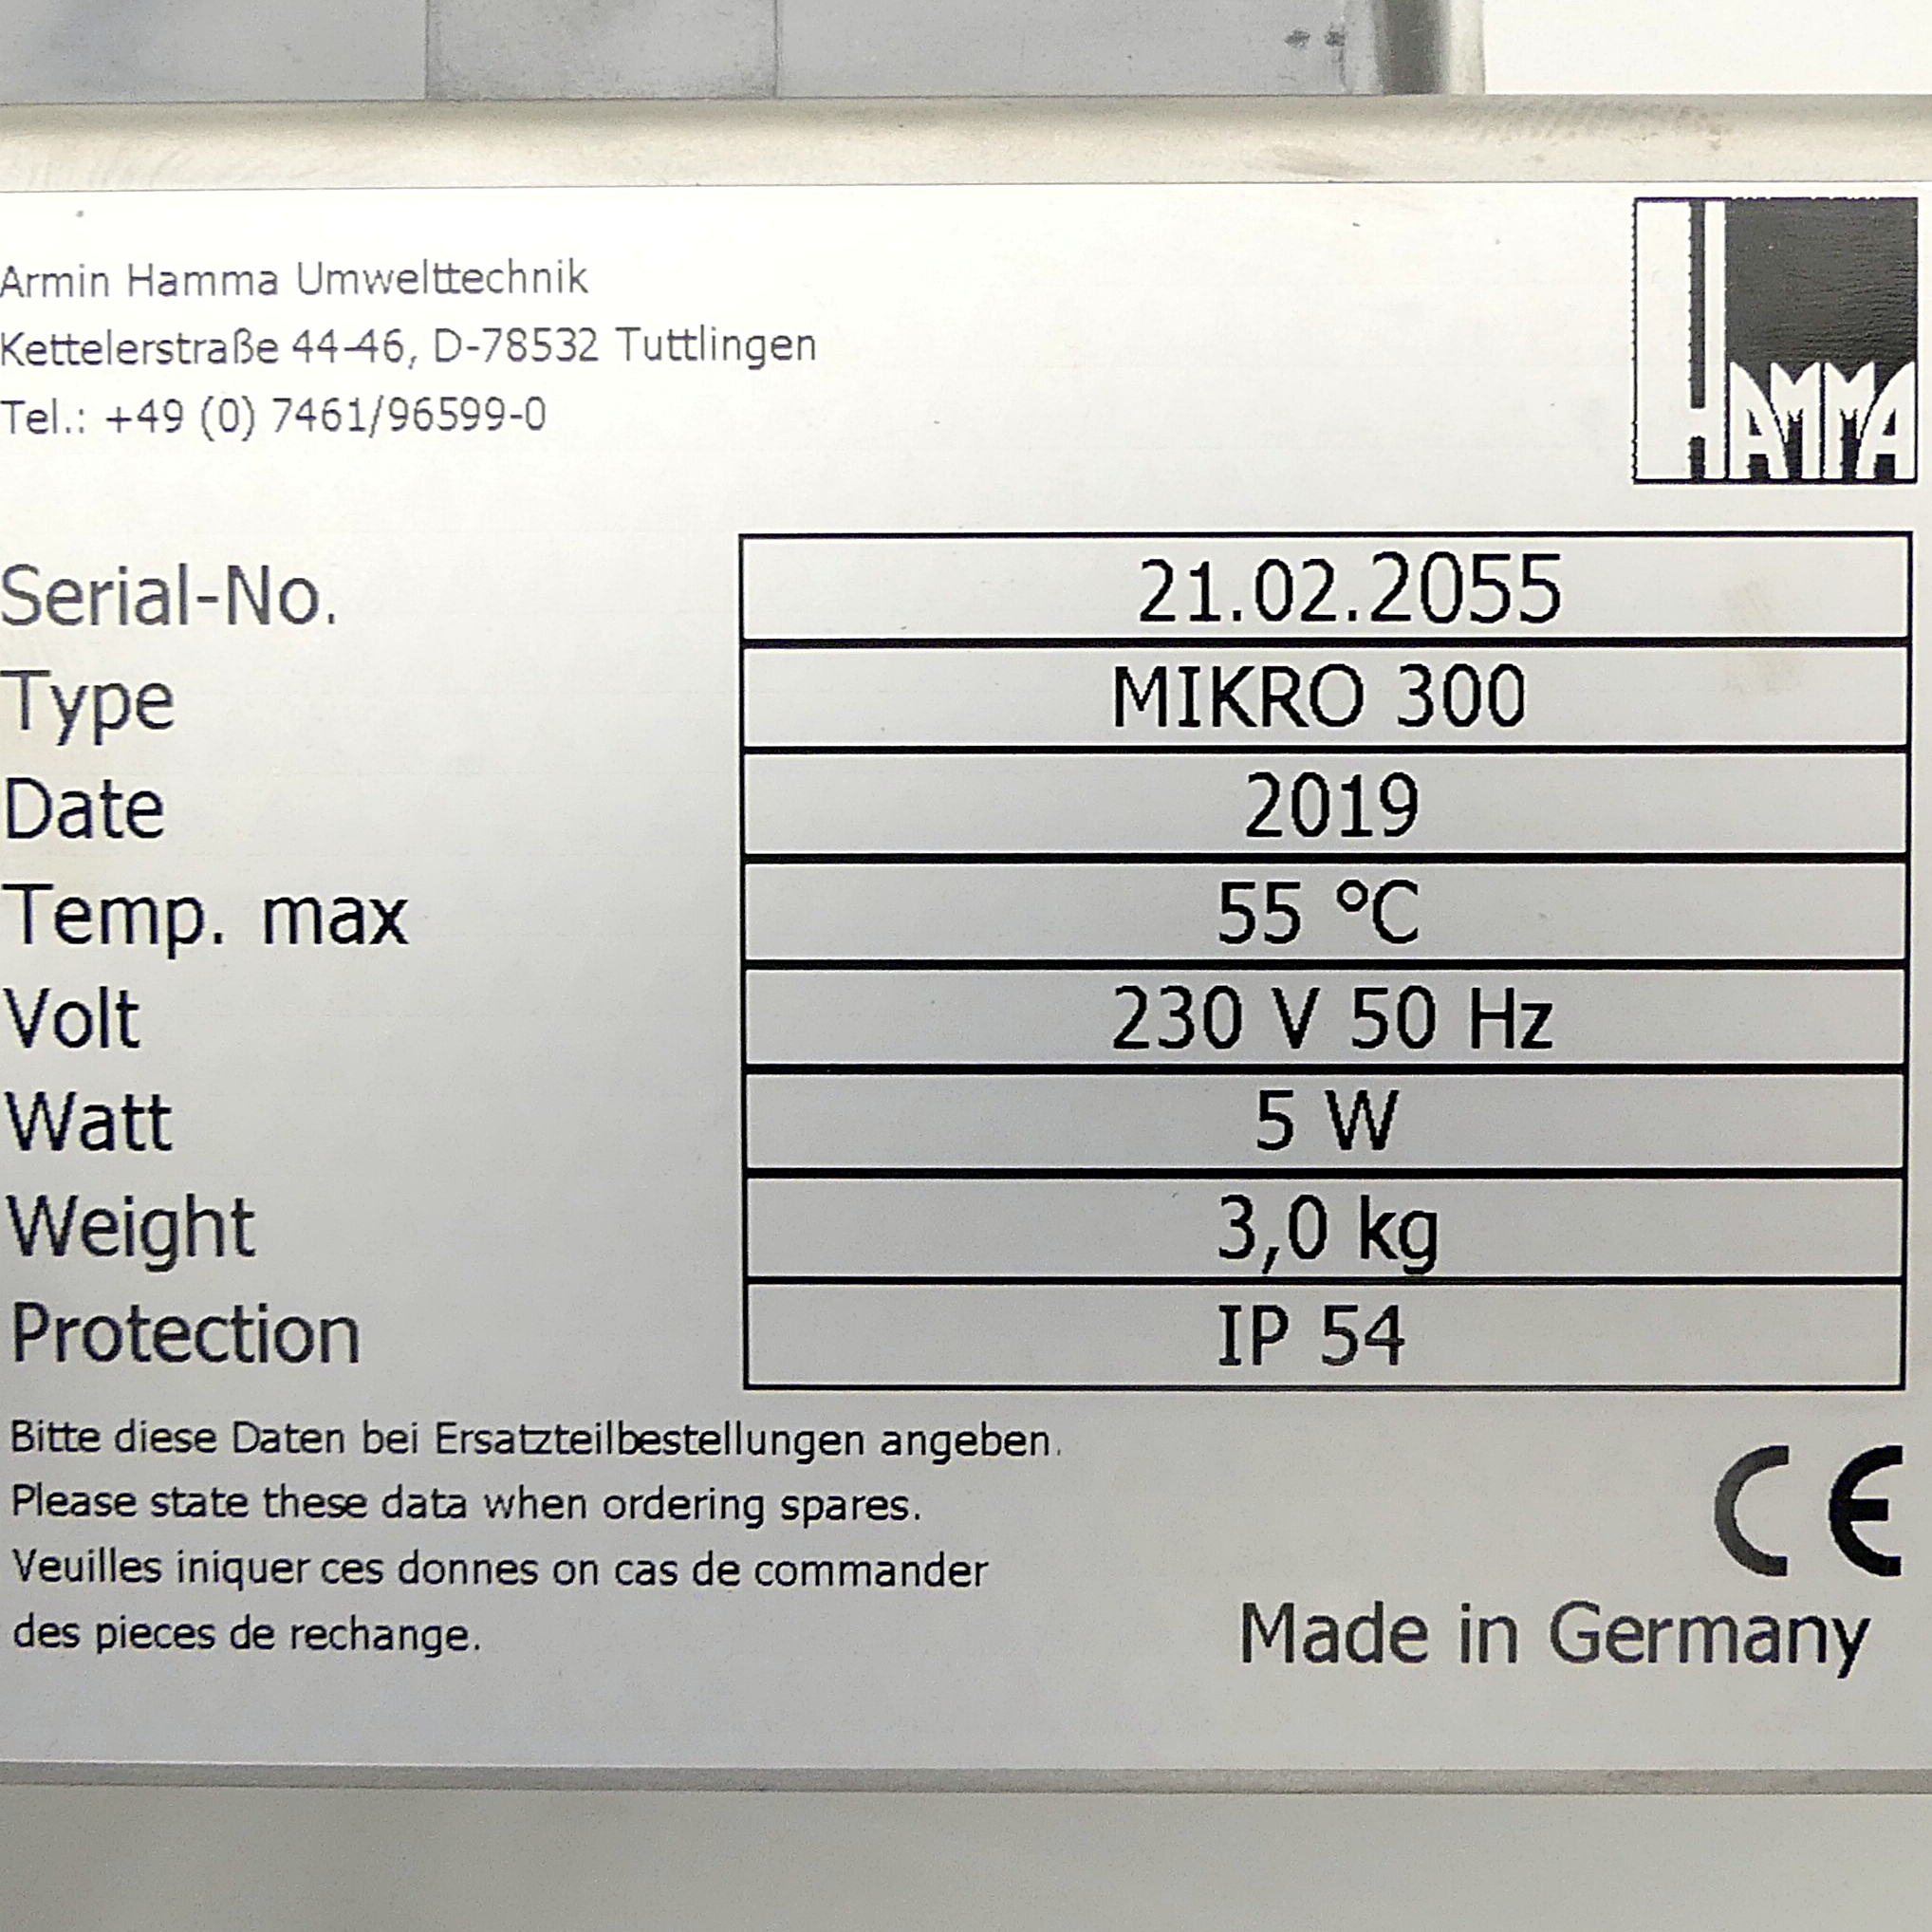 Armin Hamma Umwelttechnik
Kettelerstraße 44-46, D-78532 Tuttlingen
Tel.: +49 (0) 7461/96599-0
HAMMA
Serial-No. 21.02.2055
Type MIKRO 300
Date 2019
Temp. max 55 °C
Volt 230 V 50 Hz
Watt 5 W
Weight 3,0 kg
Protection IP 54
Bitte diese Daten bei Ersatzteilbestellungen angeben.
Please state these data when ordering spares.
Veuilles iniquer ces donnes on cas de commander
des pieces de rechange.
CE
Made in Germany